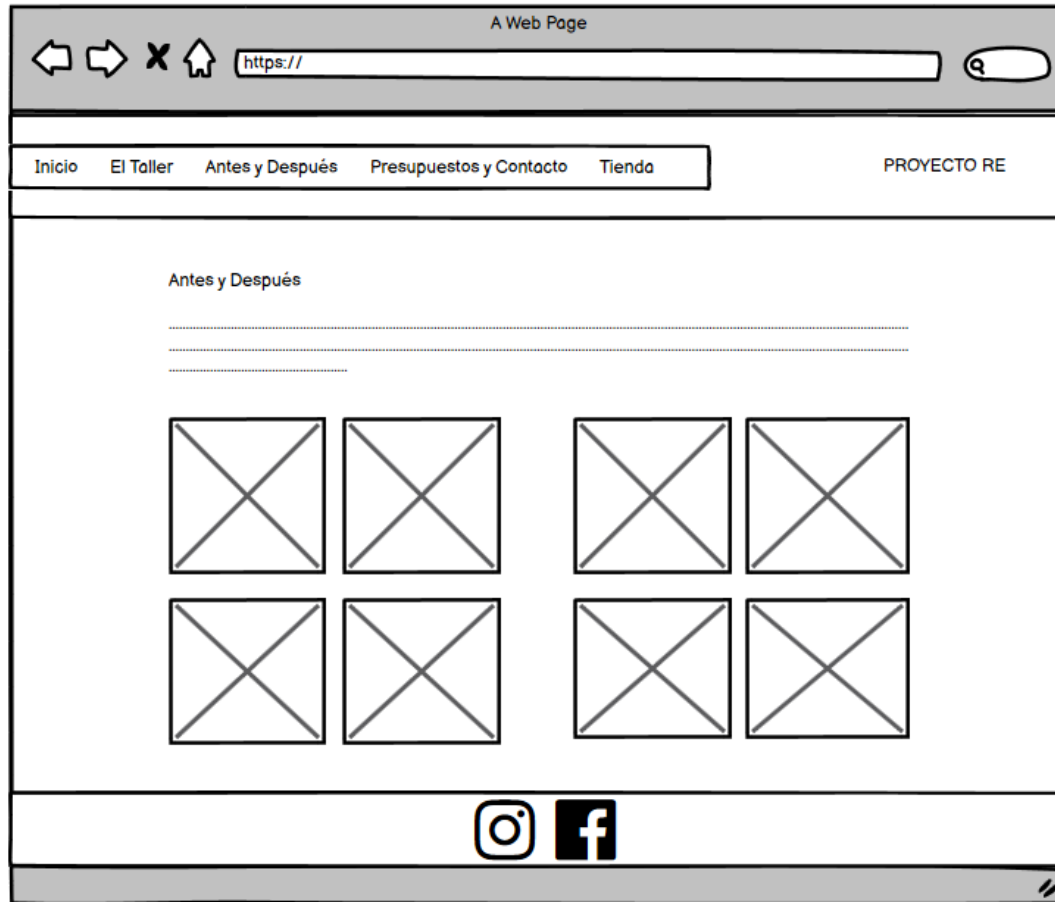 A Web Page
https://
Inicio El Taller Antes y Después Presupuestos y Contacto Tienda PROYECTO RE
Antes y Después